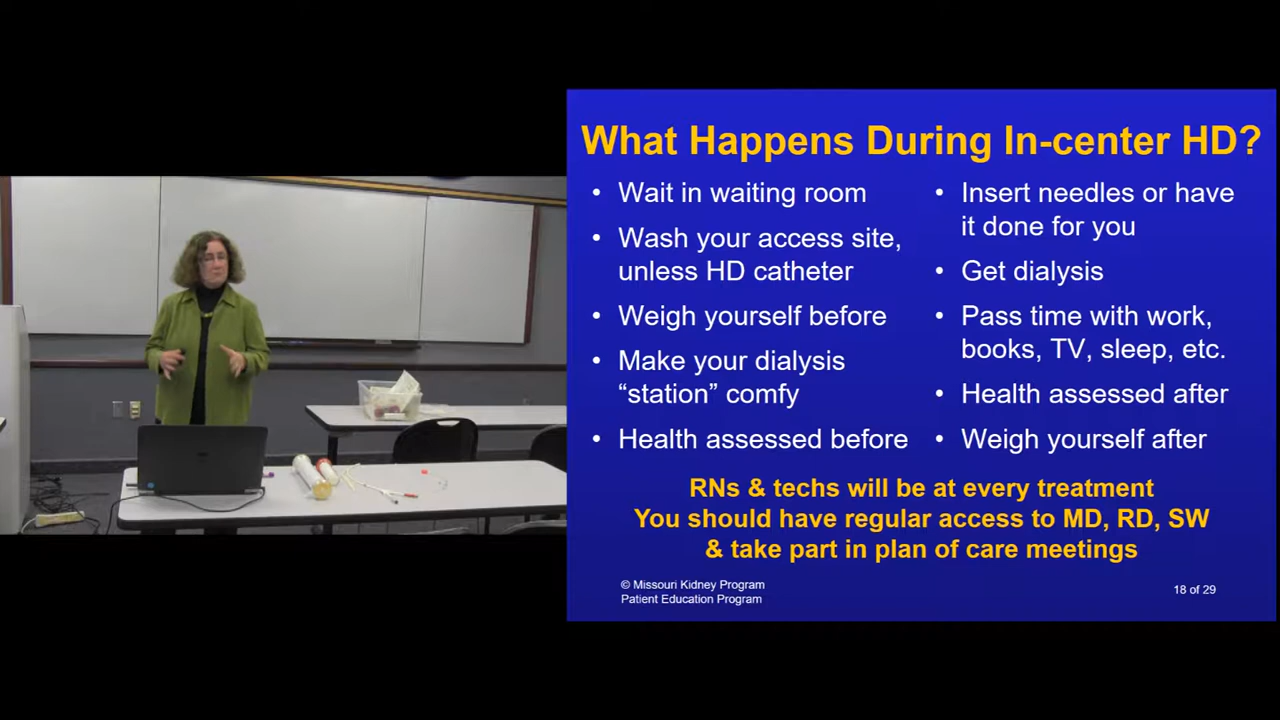 What Happens During In-center HD?
• Wait in waiting room
• Wash your access site,
unless HD catheter
• Weigh yourself before
• Make your dialysis
“station” comfy
• Health assessed before
• Insert needles or have
it done for you
• Get dialysis
• Pass time with work,
books, TV, sleep, etc.
• Health assessed after
• Weigh yourself after
RNs & techs will be at every treatment
You should have regular access to MD, RD, SW
& take part in plan of care meetings
© Missouri Kidney Program
Patient Education Program
18 of 29